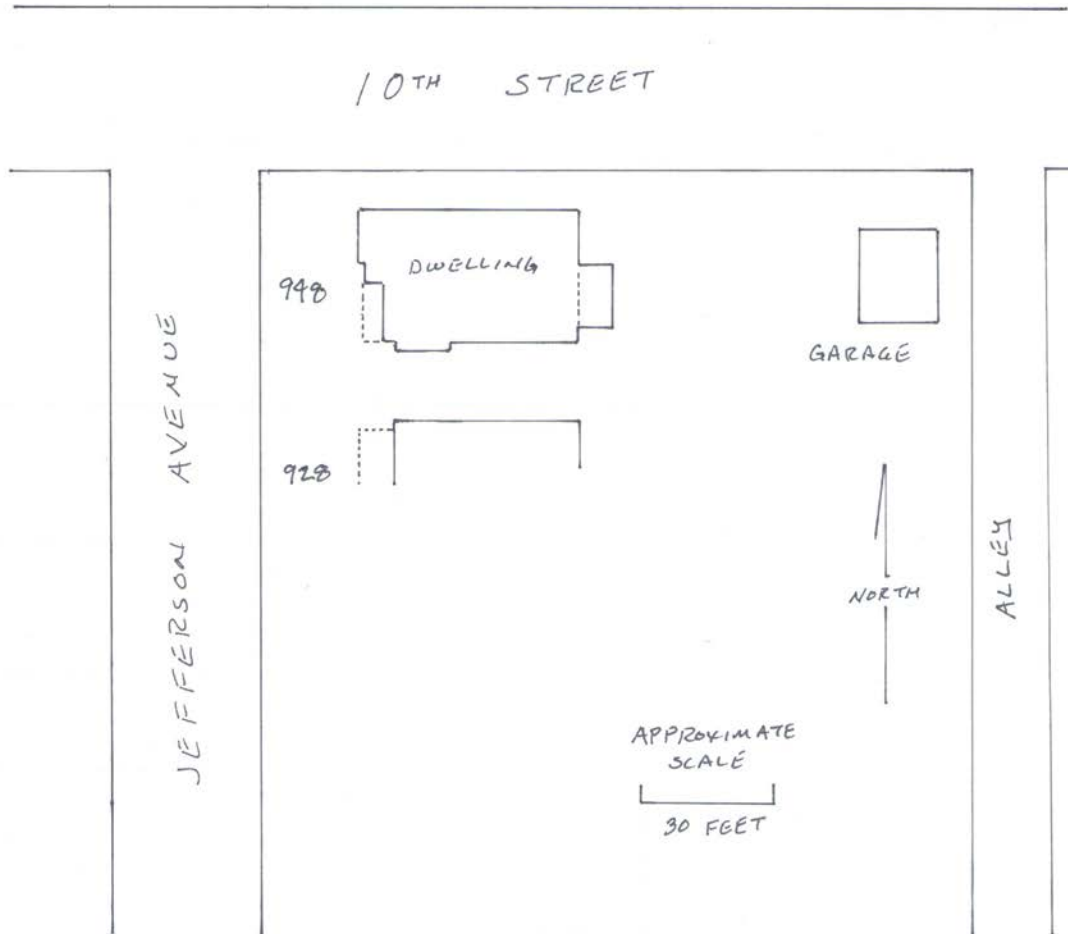 10TH STREET
DWELLING
948
GARAGE
JEFFERSON AVENUE
928
NORTH
ALLEY
APPROXIMATE
SCALE
30 FEET